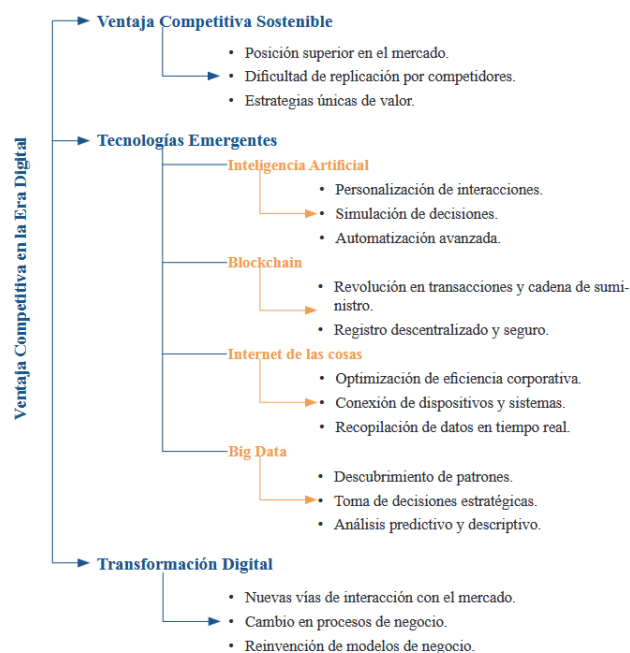 Ventaja Competitiva en la Era Digital
Ventaja Competitiva Sostenible
• Posición superior en el mercado.
• Dificultad de replicación por competidores.
• Estrategias únicas de valor.
Tecnologías Emergentes
Inteligencia Artificial
• Personalización de interacciones.
• Simulación de decisiones.
• Automatización avanzada.
Blockchain
• Revolución en transacciones y cadena de sumi-
nistro.
• Registro descentralizado y seguro.
Internet de las cosas
• Optimización de eficiencia corporativa.
• Conexión de dispositivos y sistemas.
• Recopilación de datos en tiempo real.
Big Data
• Descubrimiento de patrones.
• Toma de decisiones estratégicas.
• Análisis predictivo y descriptivo.
Transformación Digital
• Nuevas vías de interacción con el mercado.
• Cambio en procesos de negocio.
• Reinvención de modelos de negocio.